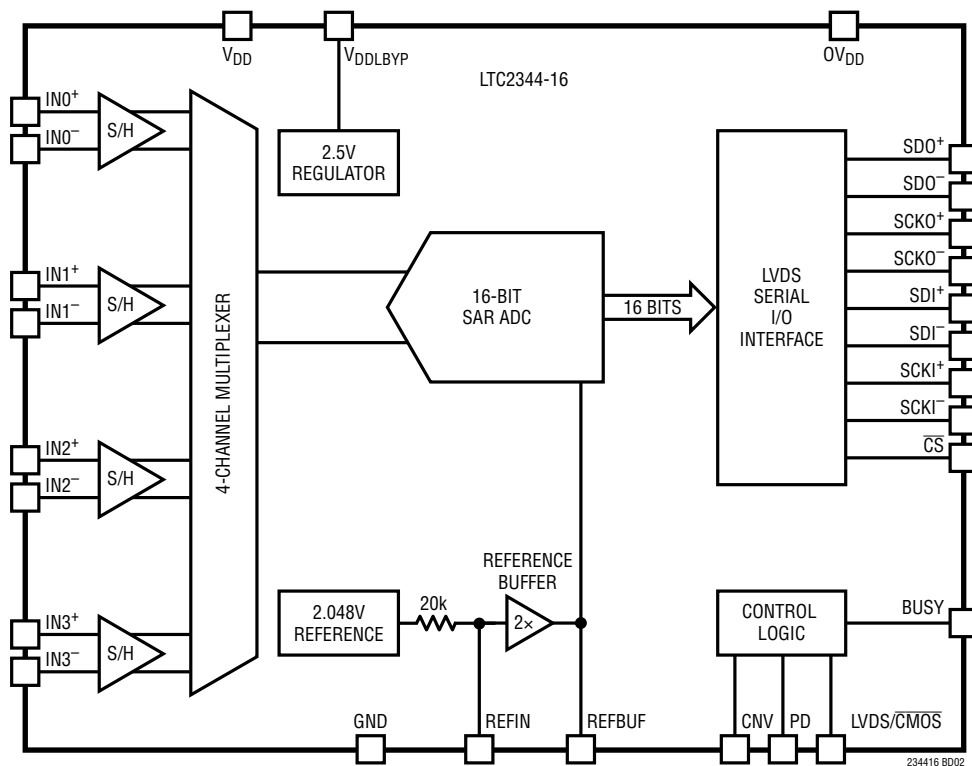 V_DD
V_DDLBYP
OV_DD
LTC2344-16
IN0⁺
S/H
IN0⁻
2.5V
REGULATOR
SDO⁺
SDO⁻
SCKO⁺
SCKO⁻
SDI⁺
SDI⁻
SCKI⁺
SCKI⁻
C̅S̅
IN1⁺
S/H
IN1⁻
4-CHANNEL MULTIPLEXER
16-BIT
SAR ADC
16 BITS
LVDS
SERIAL
I/O
INTERFACE
IN2⁺
S/H
IN2⁻
REFERENCE
BUFFER
2.048V
REFERENCE
20k
2×
CONTROL
LOGIC
BUSY
IN3⁺
S/H
IN3⁻
GND
REFIN
REFBUF
CNV
PD
LVDS/C̅M̅O̅S̅
234416 BD02